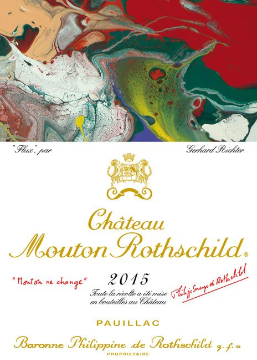 "Flux", par Gerhard Richter
Château
Mouton Rothschild®
"Mouton ne change" 2015
Toute la récolte a été mise
en bouteilles au Château
PAUILLAC
Baronne Philippine de Rothschild g.f.a.
PROPRIÉTAIRE